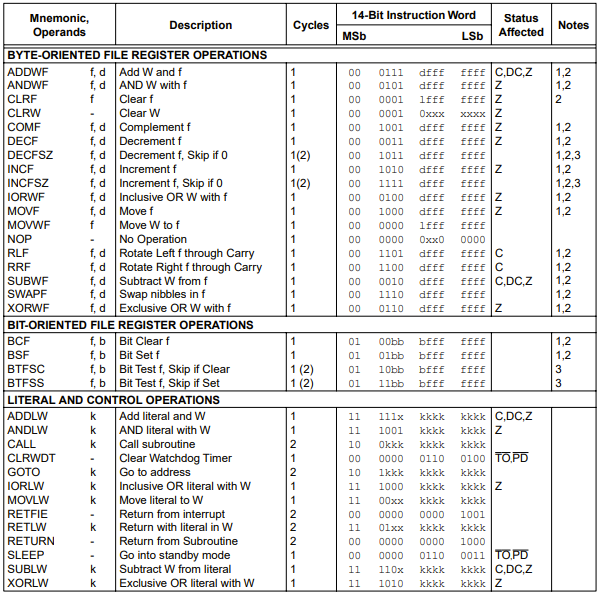 Mnemonic, Operands Description Cycles 14-Bit Instruction Word MSb LSb Status Affected Notes
BYTE-ORIENTED FILE REGISTER OPERATIONS
ADDWF f, d Add W and f 1 00 0111 dfff ffff C,DC,Z 1,2
ANDWF f, d AND W with f 1 00 0101 dfff ffff Z 1,2
CLRF f Clear f 1 00 0001 lfff ffff Z 2
CLRW - Clear W 1 00 0001 0xxx xxxx Z
COMF f, d Complement f 1 00 1001 dfff ffff Z 1,2
DECF f, d Decrement f 1 00 0011 dfff ffff Z 1,2
DECFSZ f, d Decrement f, Skip if 0 1(2) 00 1011 dfff ffff 1,2,3
INCF f, d Increment f 1 00 1010 dfff ffff Z 1,2
INCFSZ f, d Increment f, Skip if 0 1(2) 00 1111 dfff ffff 1,2,3
IORWF f, d Inclusive OR W with f 1 00 0100 dfff ffff Z 1,2
MOVF f, d Move f 1 00 1000 dfff ffff Z 1,2
MOVWF f Move W to f 1 00 0000 lfff ffff
NOP - No Operation 1 00 0000 0xx0 0000
RLF f, d Rotate Left f through Carry 1 00 1101 dfff ffff C 1,2
RRF f, d Rotate Right f through Carry 1 00 1100 dfff ffff C 1,2
SUBWF f, d Subtract W from f 1 00 0010 dfff ffff C,DC,Z 1,2
SWAPF f, d Swap nibbles in f 1 00 1110 dfff ffff 1,2
XORWF f, d Exclusive OR W with f 1 00 0110 dfff ffff Z 1,2
BIT-ORIENTED FILE REGISTER OPERATIONS
BCF f, b Bit Clear f 1 01 00bb bfff ffff 1,2
BSF f, b Bit Set f 1 01 01bb bfff ffff 1,2
BTFSC f, b Bit Test f, Skip if Clear 1 (2) 01 10bb bfff ffff 3
BTFSS f, b Bit Test f, Skip if Set 1 (2) 01 11bb bfff ffff 3
LITERAL AND CONTROL OPERATIONS
ADDLW k Add literal and W 1 11 111x kkkk kkkk C,DC,Z
ANDLW k AND literal with W 1 11 1001 kkkk kkkk Z
CALL k Call subroutine 2 10 0kkk kkkk kkkk
CLRWDT - Clear Watchdog Timer 1 00 0000 0110 0100 TO,PD
GOTO k Go to address 2 10 1kkk kkkk kkkk
IORLW k Inclusive OR literal with W 1 11 1000 kkkk kkkk Z
MOVLW k Move literal to W 1 11 00xx kkkk kkkk
RETFIE - Return from interrupt 2 00 0000 0000 1001
RETLW k Return with literal in W 2 11 01xx kkkk kkkk
RETURN - Return from Subroutine 2 00 0000 0000 1000
SLEEP - Go into standby mode 1 00 0000 0110 0011 TO,PD
SUBLW k Subtract W from literal 1 11 110x kkkk kkkk C,DC,Z
XORLW k Exclusive OR literal with W 1 11 1010 kkkk kkkk Z